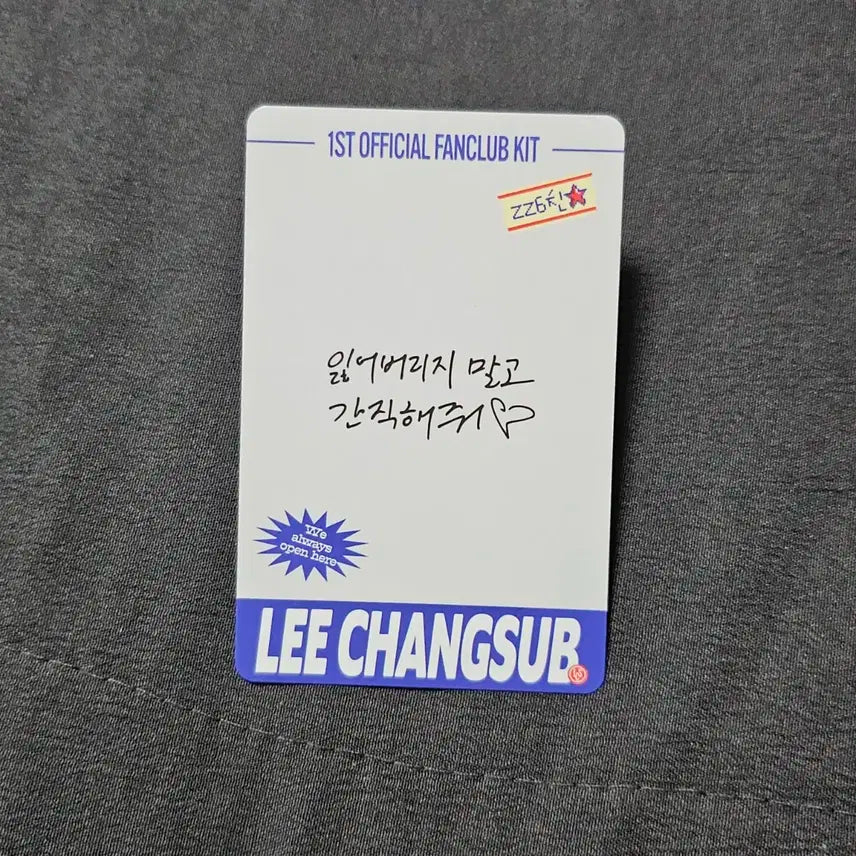 1ST OFFICIAL FANCLUB KIT
ZZ6친
잃어버리지 말고
간직해줘
We
always
open here
LEE CHANGSUB